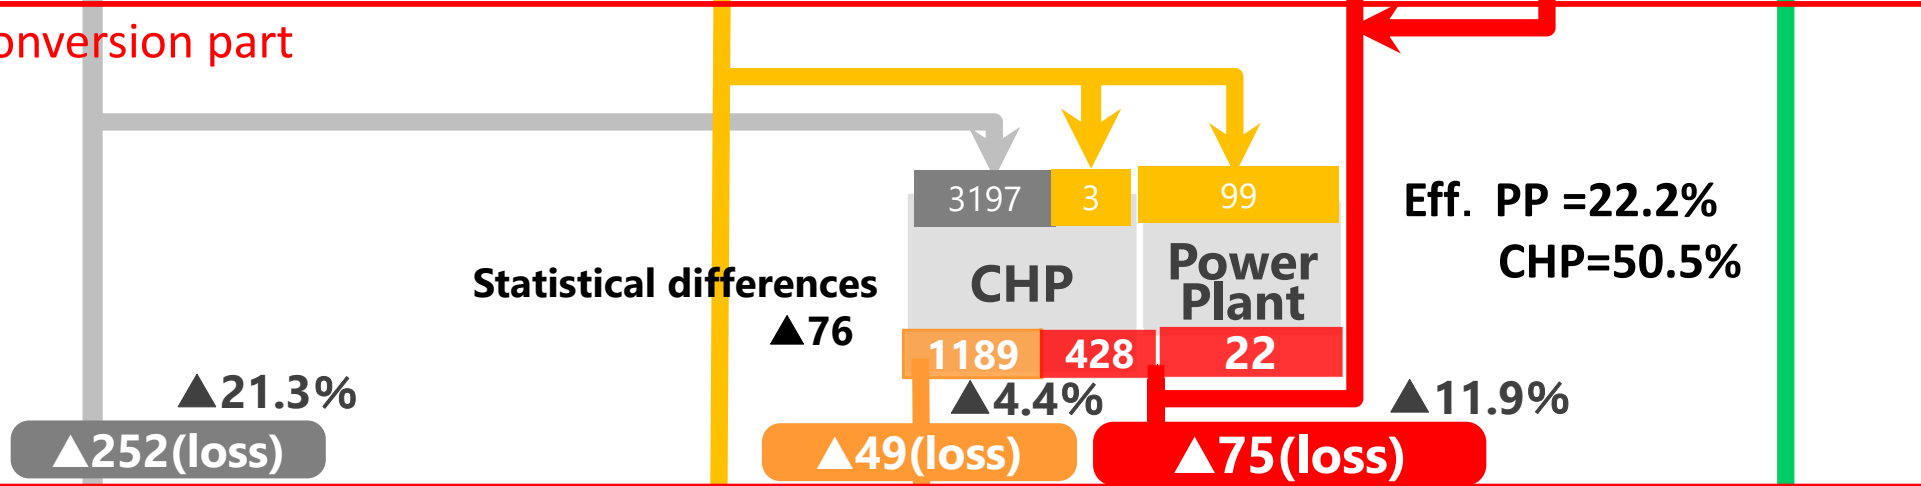 onversion part
3197 3 99
Eff. PP =22.2%
CHP=50.5%
CHP
Power
Plant
Statistical differences
▲76
1189 428 22
▲21.3%
▲4.4%
▲11.9%
▲252(loss)
▲49(loss)
▲75(loss)